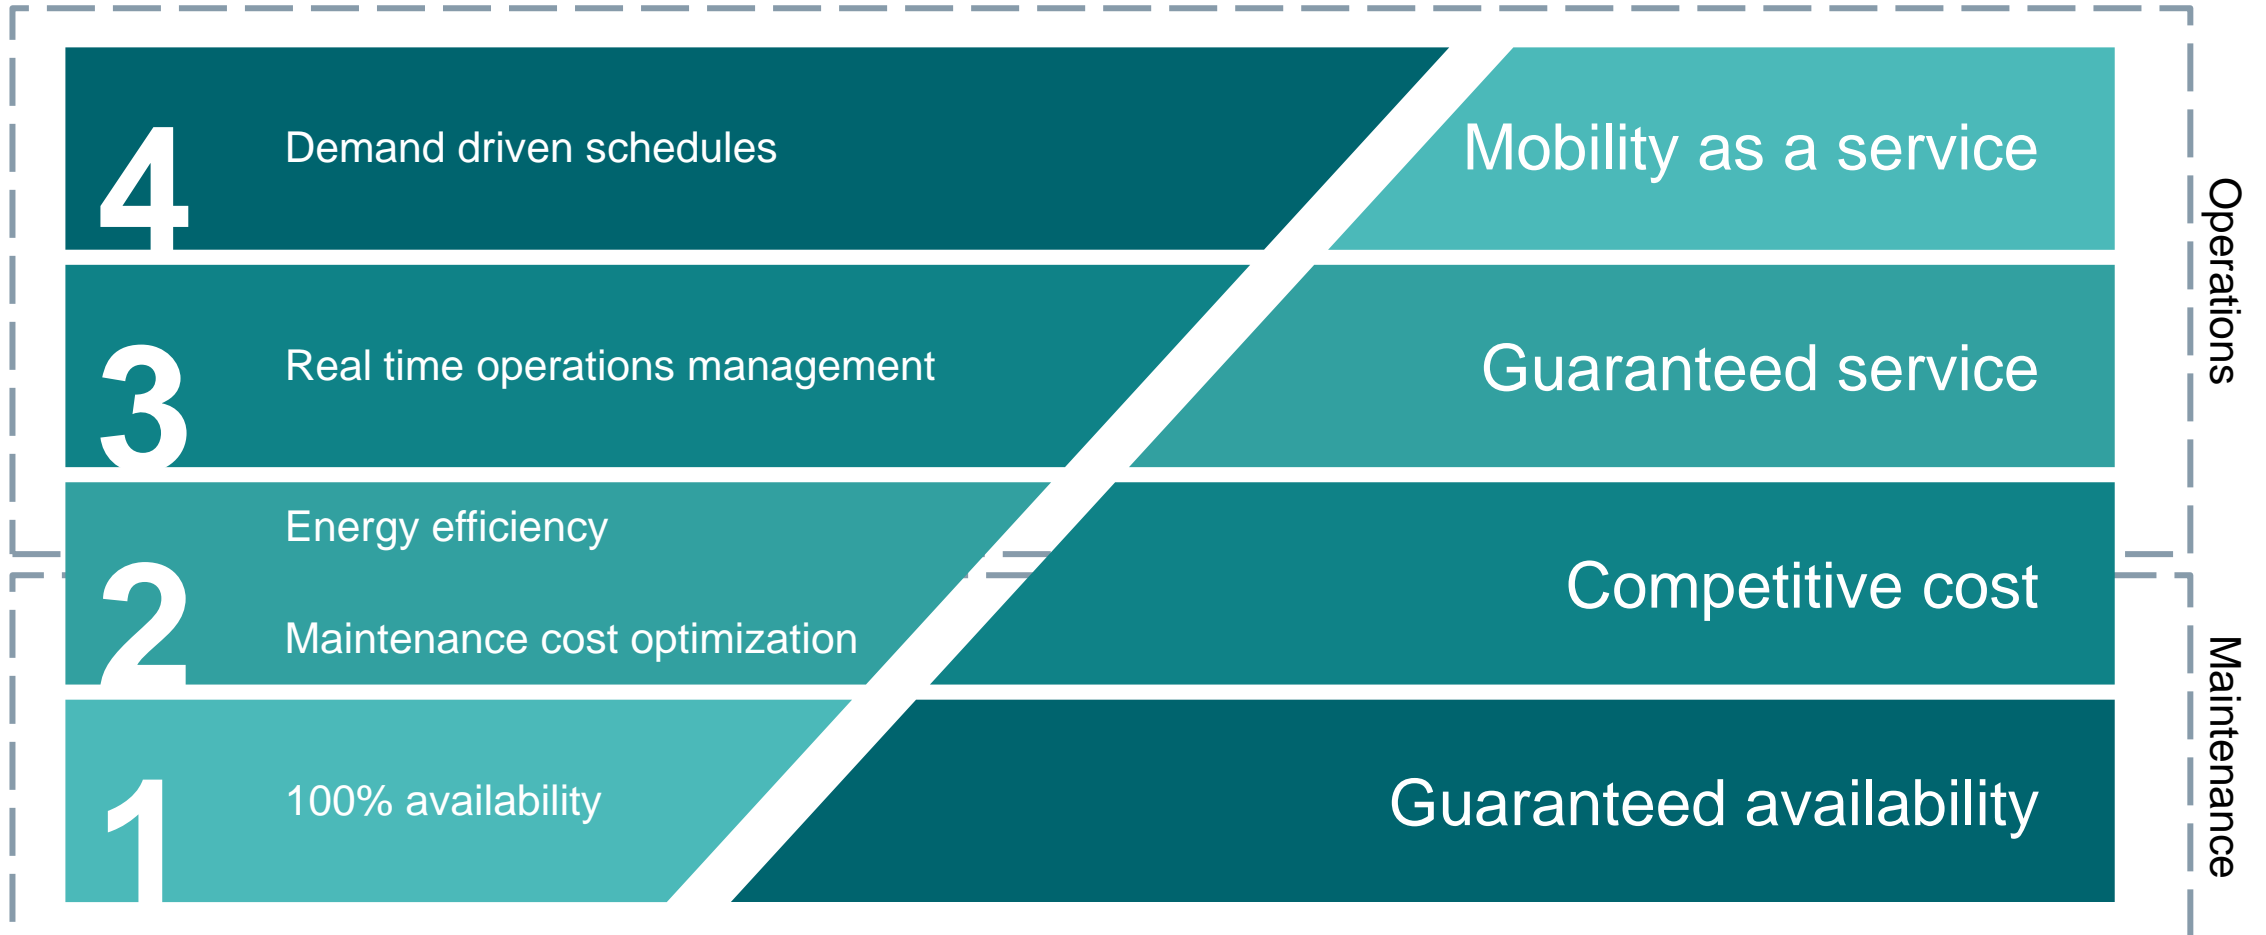 4
Demand driven schedules
Mobility as a service
3
Real time operations management
Guaranteed service
Operations
2
Energy efficiency
Maintenance cost optimization
Competitive cost
1
100% availability
Guaranteed availability
Maintenance